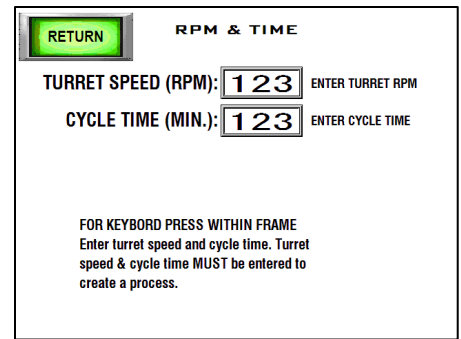 RETURN RPM & TIME
TURRET SPEED (RPM): 123 ENTER TURRET RPM
CYCLE TIME (MIN.): 123 ENTER CYCLE TIME
FOR KEYBORD PRESS WITHIN FRAME
Enter turret speed and cycle time. Turret
speed & cycle time MUST be entered to
create a process.